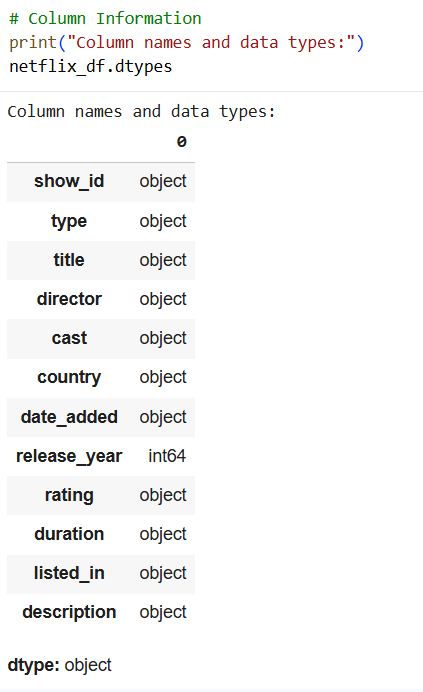 # Column Information
print("Column names and data types:")
netflix_df.dtypes
Column names and data types:
0
show_id object
type object
title object
director object
cast object
country object
date_added object
release_year int64
rating object
duration object
listed_in object
description object
dtype: object